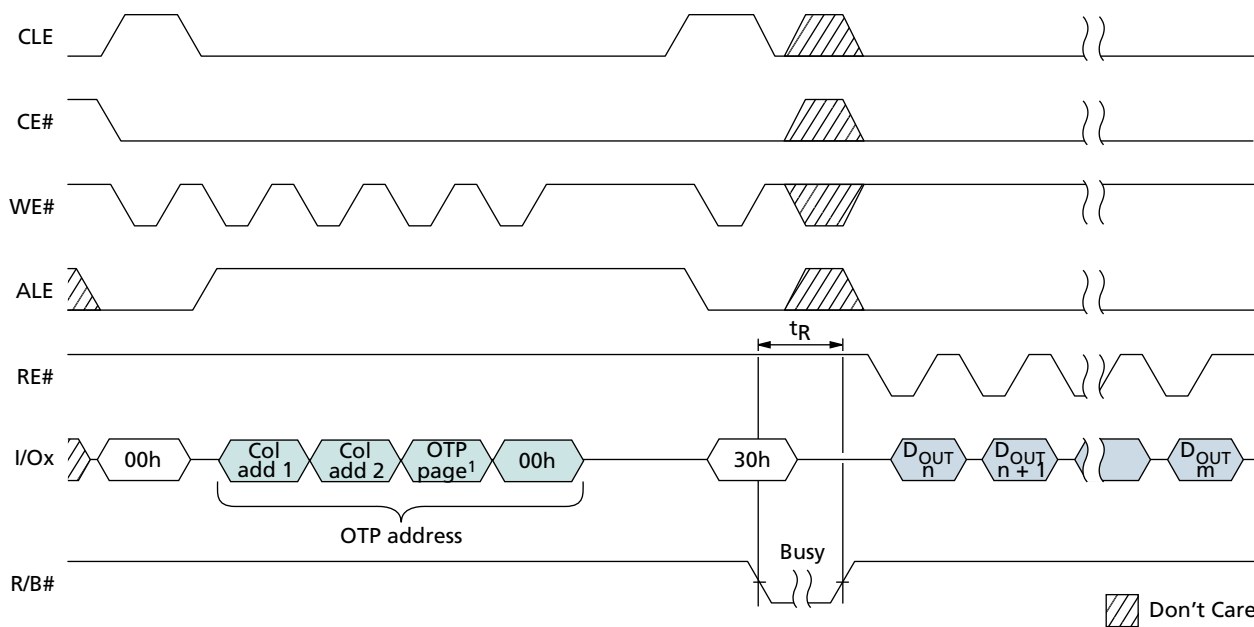 CLE
CE#
WE#
ALE
tR
RE#
I/Ox
00h
Col
add 1
Col
add 2
OTP
page1
00h
30h
DOUT
n
DOUT
n + 1
DOUT
m
OTP address
Busy
R/B#
Don't Care